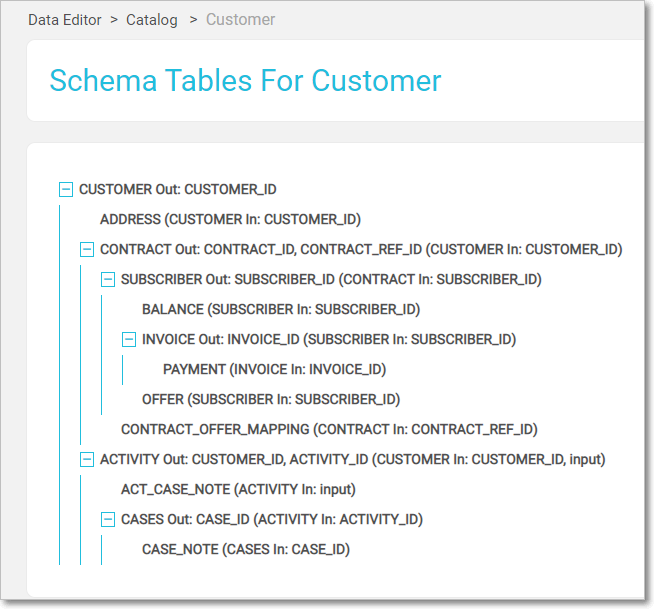 Data Editor > Catalog > Customer
Schema Tables For Customer
CUSTOMER Out: CUSTOMER_ID
ADDRESS (CUSTOMER In: CUSTOMER_ID)
CONTRACT Out: CONTRACT_ID, CONTRACT_REF_ID (CUSTOMER In: CUSTOMER_ID)
SUBSCRIBER Out: SUBSCRIBER_ID (CONTRACT In: SUBSCRIBER_ID)
BALANCE (SUBSCRIBER In: SUBSCRIBER_ID)
INVOICE Out: INVOICE_ID (SUBSCRIBER In: SUBSCRIBER_ID)
PAYMENT (INVOICE In: INVOICE_ID)
OFFER (SUBSCRIBER In: SUBSCRIBER_ID)
CONTRACT_OFFER_MAPPING (CONTRACT In: CONTRACT_REF_ID)
ACTIVITY Out: CUSTOMER_ID, ACTIVITY_ID (CUSTOMER In: CUSTOMER_ID, input)
ACT_CASE_NOTE (ACTIVITY In: input)
CASES Out: CASE_ID (ACTIVITY In: ACTIVITY_ID)
CASE_NOTE (CASES In: CASE_ID)